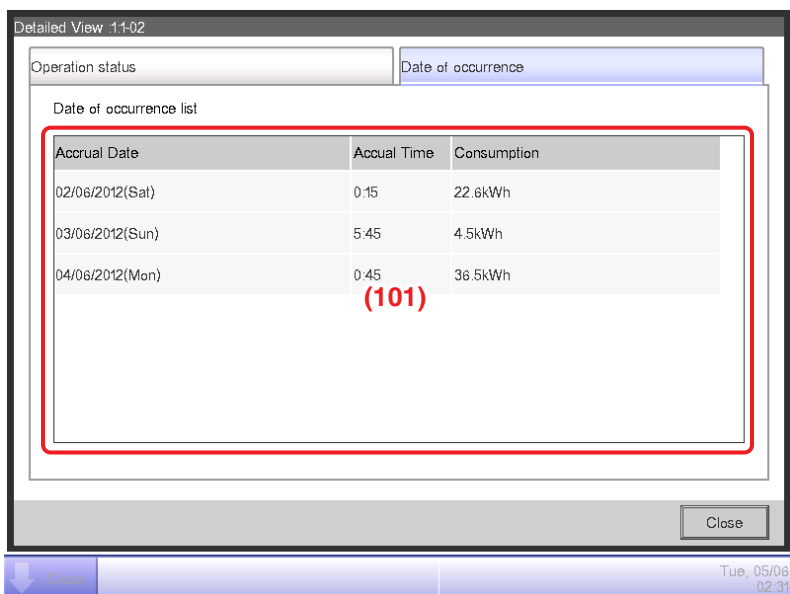 Detailed View :1:1-02
Operation status
Date of occurrence
Date of occurrence list
Accrual Date Accual Time Consumption
02/06/2012(Sat) 0:15 22.6kWh
03/06/2012(Sun) 5:45 4.5kWh
04/06/2012(Mon) 0:45 36.5kWh
(101)
Close
Tue, 05/06
02:31